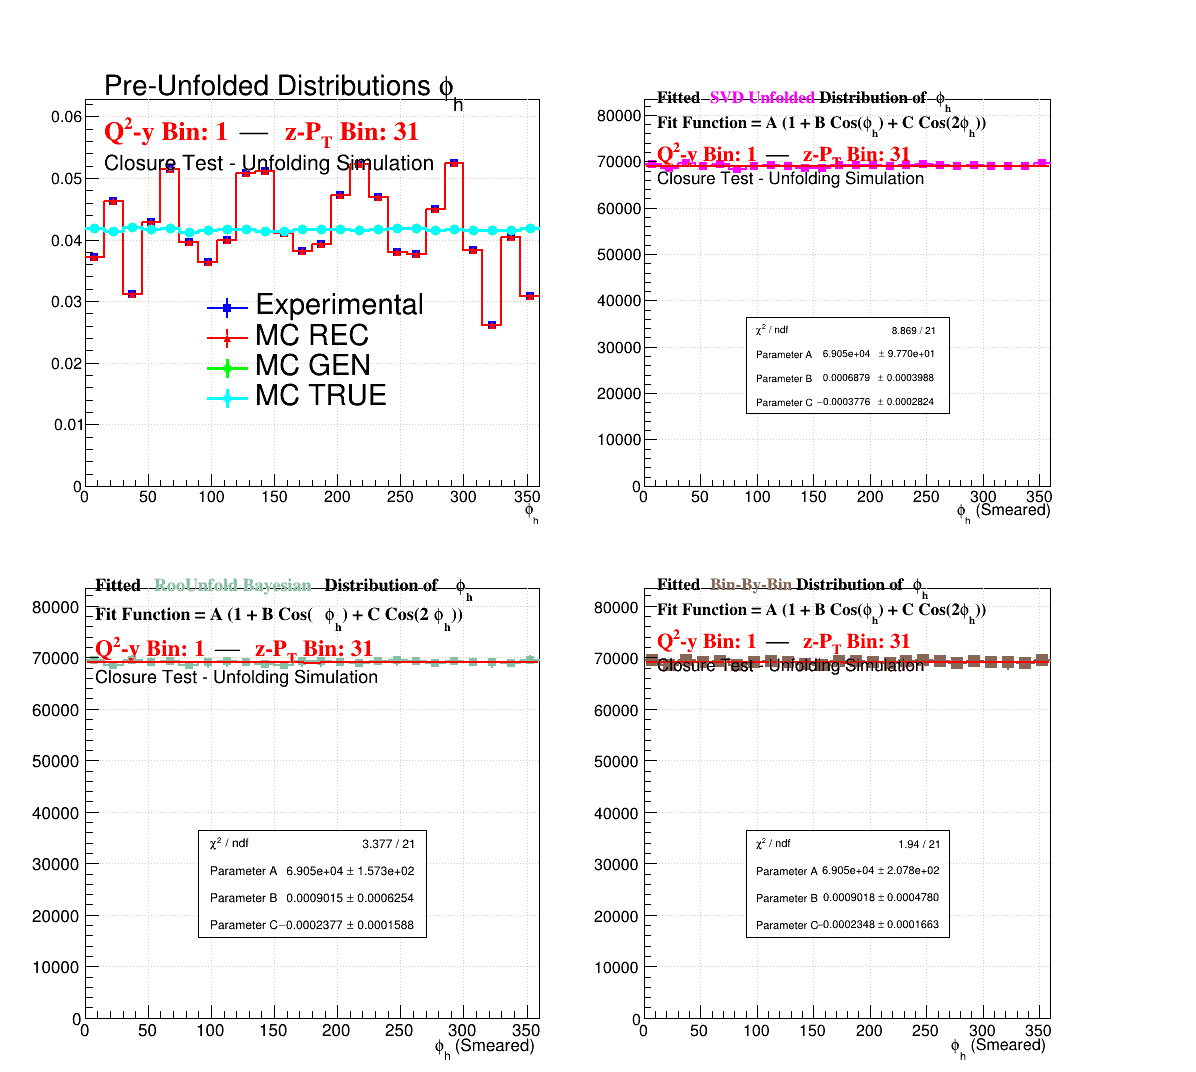 Pre-Unfolded Distributions ϕh
Q2-y Bin: 1 — z-PT Bin: 31
Closure Test - Unfolding Simulation
0.06
0.05
0.04
0.03
0.02
0.01
0
Experimental
MC REC
MC GEN
MC TRUE
0 50 100 150 200 250 300 350
ϕh
Fitted SVD Unfolded Distribution of ϕh
Fit Function = A (1 + B Cos(ϕh) + C Cos(2ϕh))
Q2-y Bin: 1 — z-PT Bin: 31
Closure Test - Unfolding Simulation
80000
70000
60000
50000
40000
30000
20000
10000
0
χ2 / ndf 8.869 / 21
Parameter A 6.905e+04 ± 9.770e+01
Parameter B 0.0006879 ± 0.0003988
Parameter C −0.0003776 ± 0.0002824
0 50 100 150 200 250 300 350
ϕh (Smeared)
Fitted RooUnfold Bayesian Distribution of ϕh
Fit Function = A (1 + B Cos( ϕh) + C Cos(2 ϕh))
Q2-y Bin: 1 — z-PT Bin: 31
Closure Test - Unfolding Simulation
80000
70000
60000
50000
40000
30000
20000
10000
0
χ2 / ndf 3.377 / 21
Parameter A 6.905e+04 ± 1.573e+02
Parameter B 0.0009015 ± 0.0006254
Parameter C −0.0002377 ± 0.0001588
0 50 100 150 200 250 300 350
ϕh (Smeared)
Fitted Bin-By-Bin Distribution of ϕh
Fit Function = A (1 + B Cos(ϕh) + C Cos(2ϕh))
Q2-y Bin: 1 — z-PT Bin: 31
Closure Test - Unfolding Simulation
80000
70000
60000
50000
40000
30000
20000
10000
0
χ2 / ndf 1.94 / 21
Parameter A 6.905e+04 ± 2.078e+02
Parameter B 0.0009018 ± 0.0004780
Parameter C −0.0002348 ± 0.0001663
0 50 100 150 200 250 300 350
ϕh (Smeared)